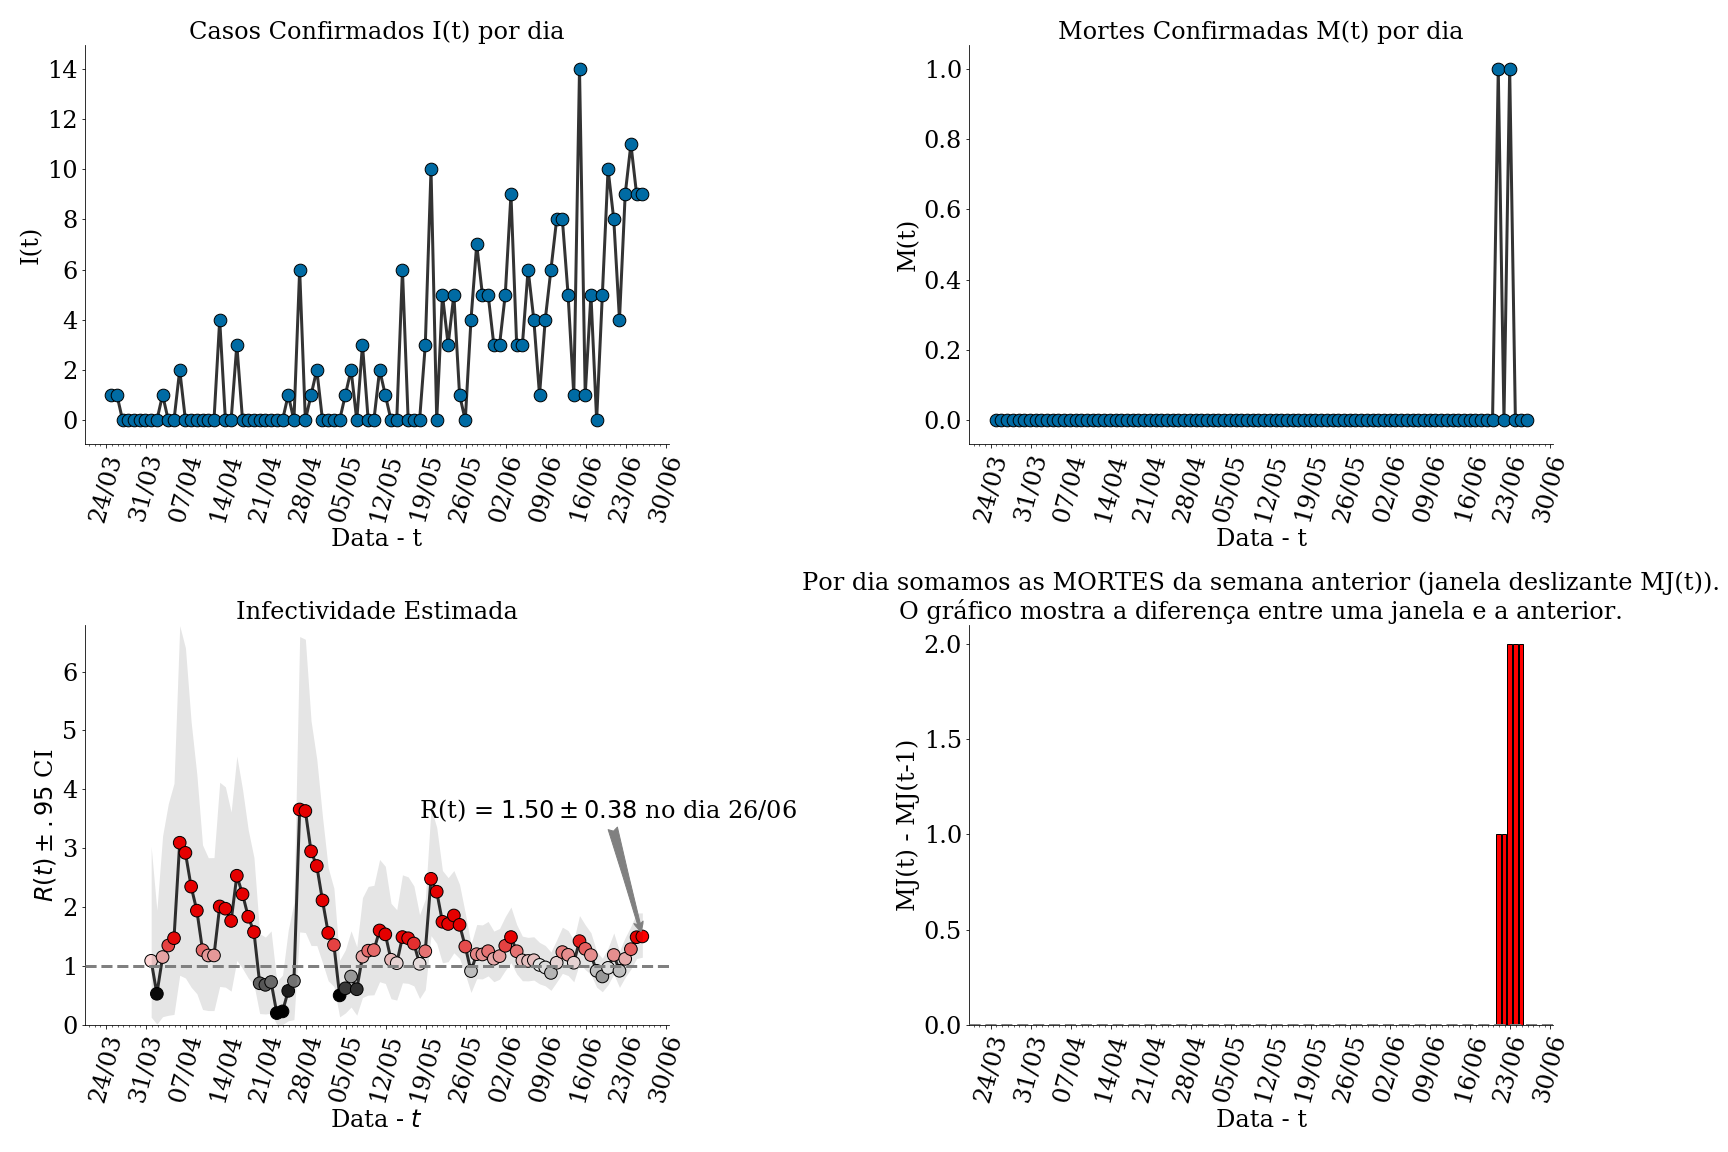 Casos Confirmados I(t) por dia
14
12
10
8
6
4
2
0
I(t)
24/03 31/03 07/04 14/04 21/04 28/04 05/05 12/05 19/05 26/05 02/06 09/06 16/06 23/06 30/06
Data - t
Mortes Confirmadas M(t) por dia
1.0
0.8
0.6
0.4
0.2
0.0
M(t)
24/03 31/03 07/04 14/04 21/04 28/04 05/05 12/05 19/05 26/05 02/06 09/06 16/06 23/06 30/06
Data - t
Infectividade Estimada
6
5
4
3
2
1
0
R(t) ± .95 CI
R(t) = 1.50 ± 0.38 no dia 26/06
24/03 31/03 07/04 14/04 21/04 28/04 05/05 12/05 19/05 26/05 02/06 09/06 16/06 23/06 30/06
Data - t
Por dia somamos as MORTES da semana anterior (janela deslizante MJ(t)).
O gráfico mostra a diferença entre uma janela e a anterior.
2.0
1.5
1.0
0.5
0.0
MJ(t) - MJ(t-1)
24/03 31/03 07/04 14/04 21/04 28/04 05/05 12/05 19/05 26/05 02/06 09/06 16/06 23/06 30/06
Data - t